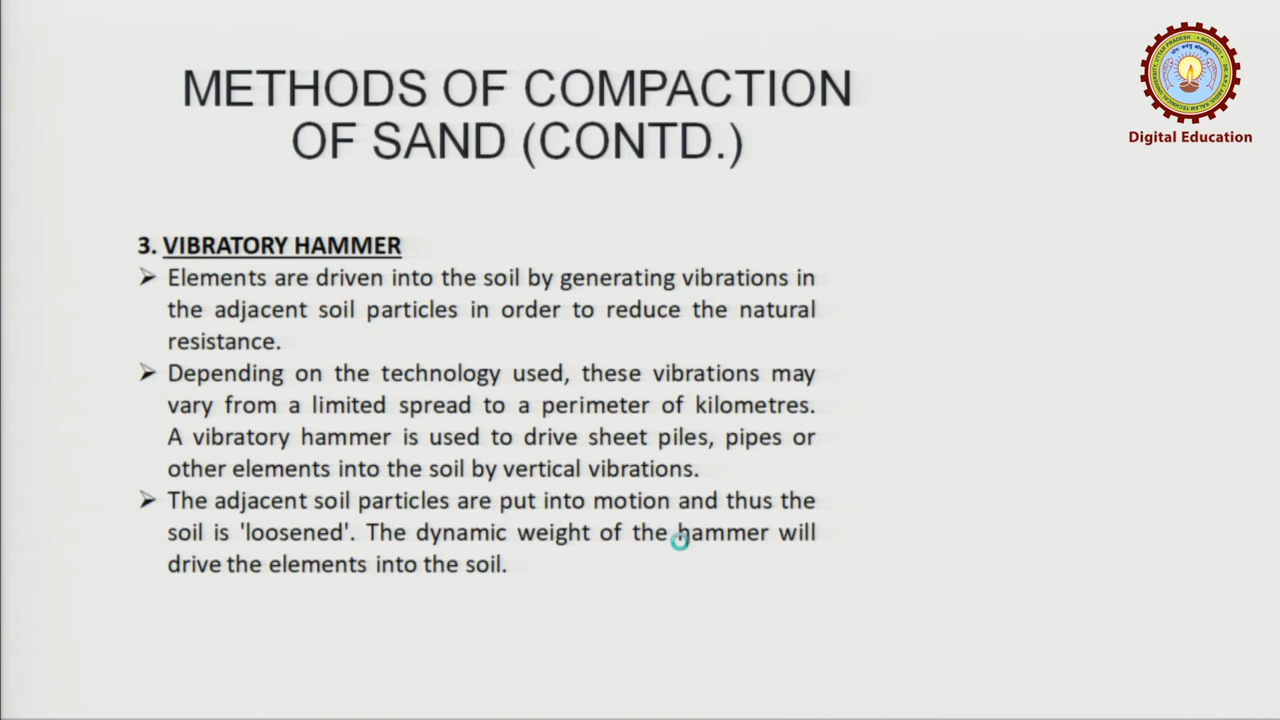 METHODS OF COMPACTION
OF SAND (CONTD.)
Digital Education
3. VIBRATORY HAMMER
➢ Elements are driven into the soil by generating vibrations in
the adjacent soil particles in order to reduce the natural
resistance.
➢ Depending on the technology used, these vibrations may
vary from a limited spread to a perimeter of kilometres.
A vibratory hammer is used to drive sheet piles, pipes or
other elements into the soil by vertical vibrations.
➢ The adjacent soil particles are put into motion and thus the
soil is 'loosened'. The dynamic weight of the hammer will
drive the elements into the soil.